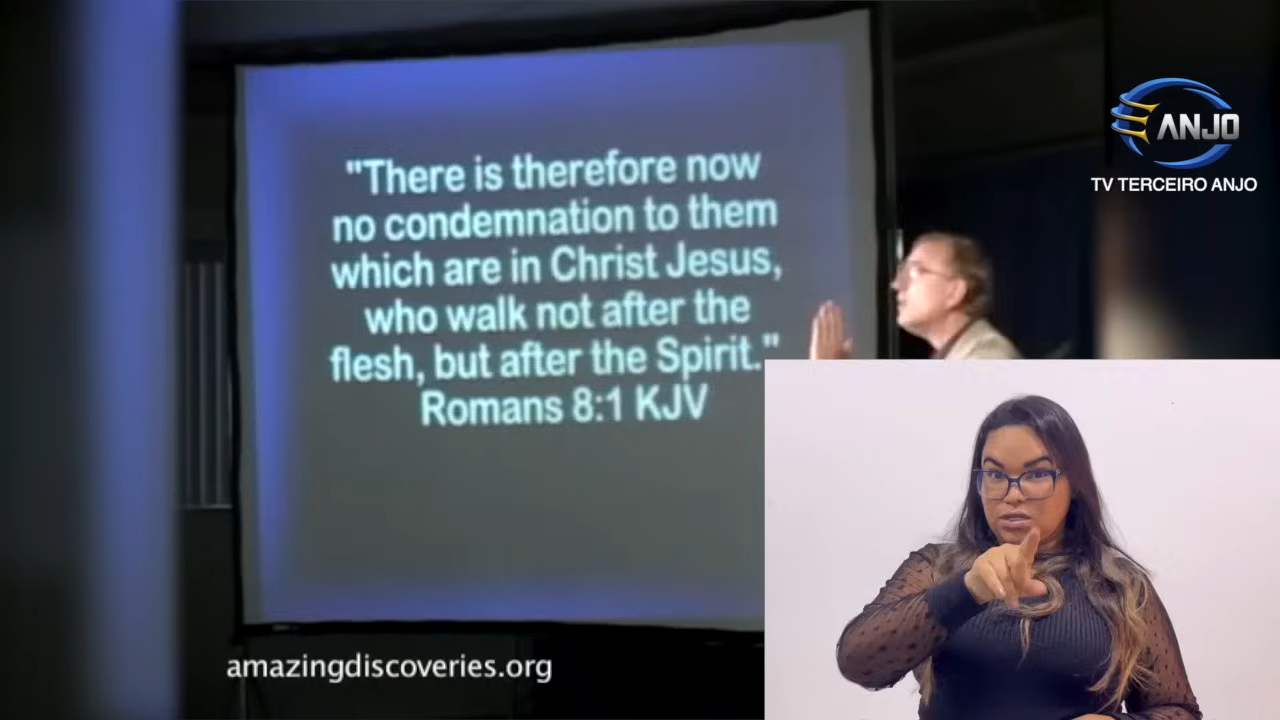 "There is therefore now
no condemnation to them
which are in Christ Jesus,
who walk not after the
flesh, but after the Spirit."
Romans 8:1 KJV
ANJO
TV TERCEIRO ANJO
amazingdiscoveries.org